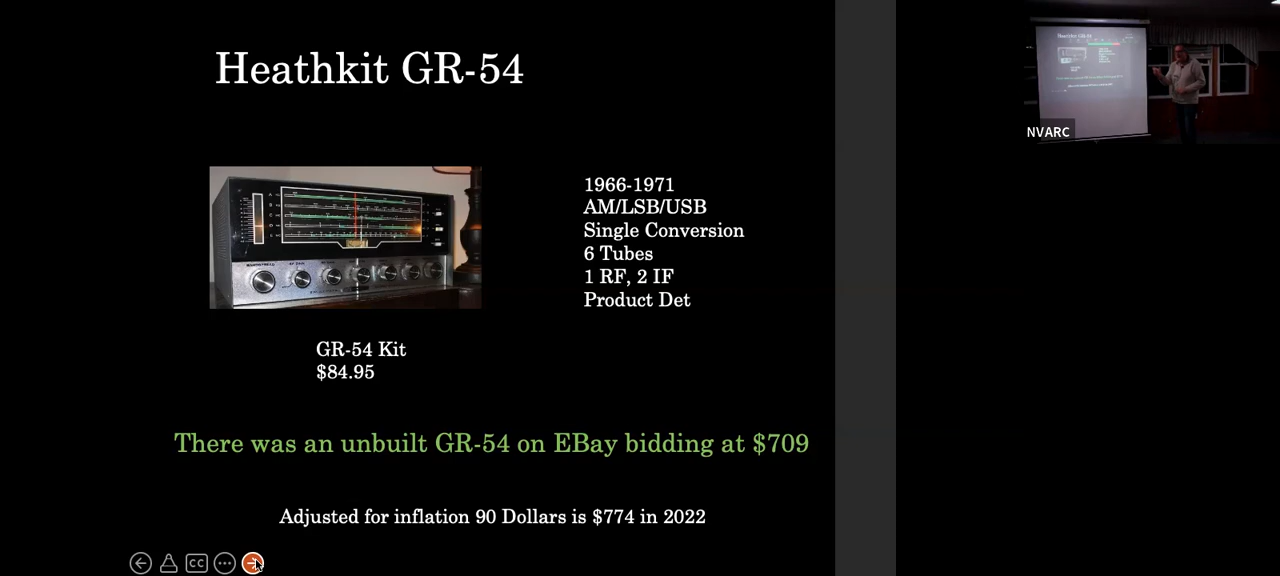 Heathkit GR-54
1966-1971
AM/LSB/USB
Single Conversion
6 Tubes
1 RF, 2 IF
Product Det
GR-54 Kit
$84.95
There was an unbuilt GR-54 on EBay bidding at $709
Adjusted for inflation 90 Dollars is $774 in 2022
CC
NVARC